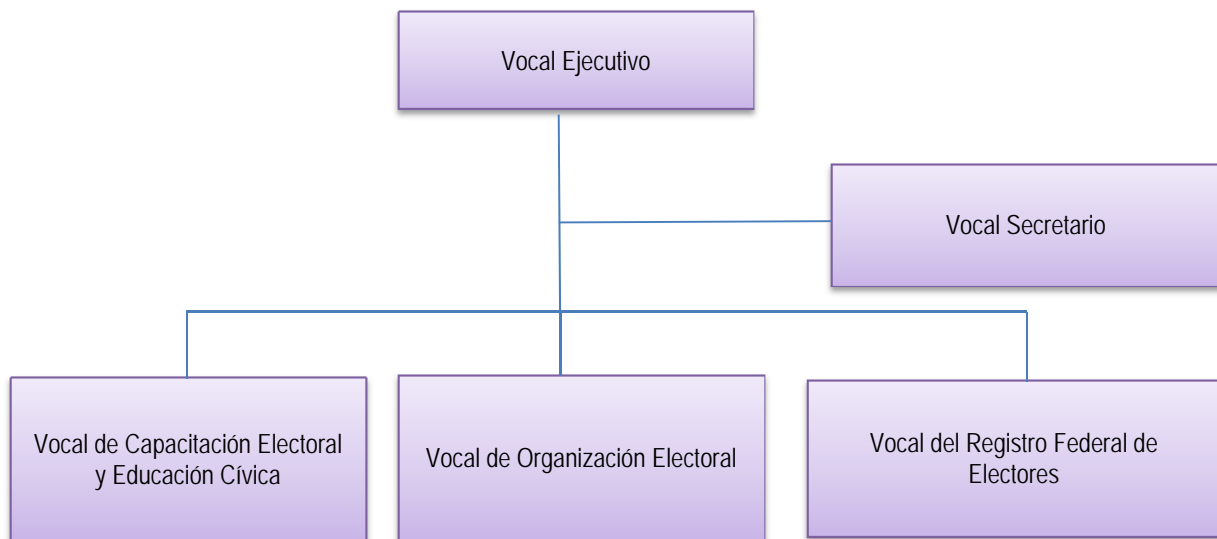 Vocal Ejecutivo
Vocal Secretario
Vocal de Capacitación Electoral
y Educación Cívica
Vocal de Organización Electoral
Vocal del Registro Federal de
Electores